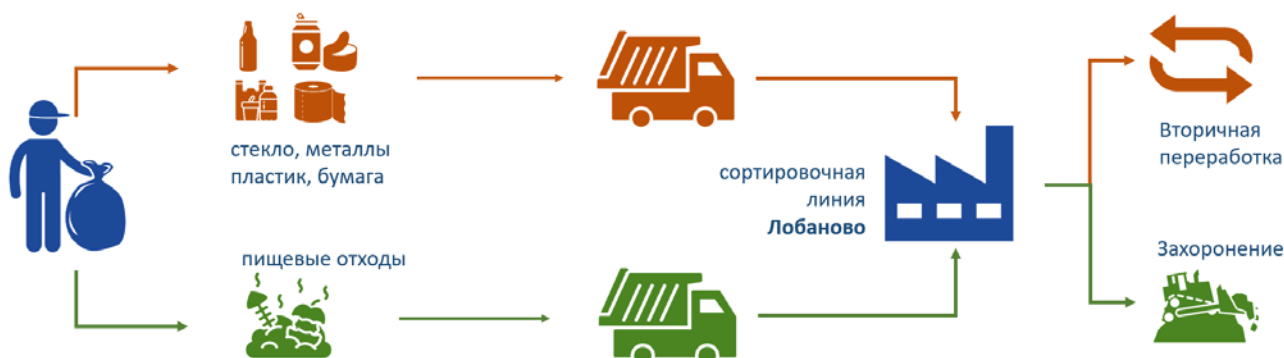 стекло, металлы
пластик, бумага
пищевые отходы
сортировочная
линия
Лобаново
Вторичная
переработка
Захоронение